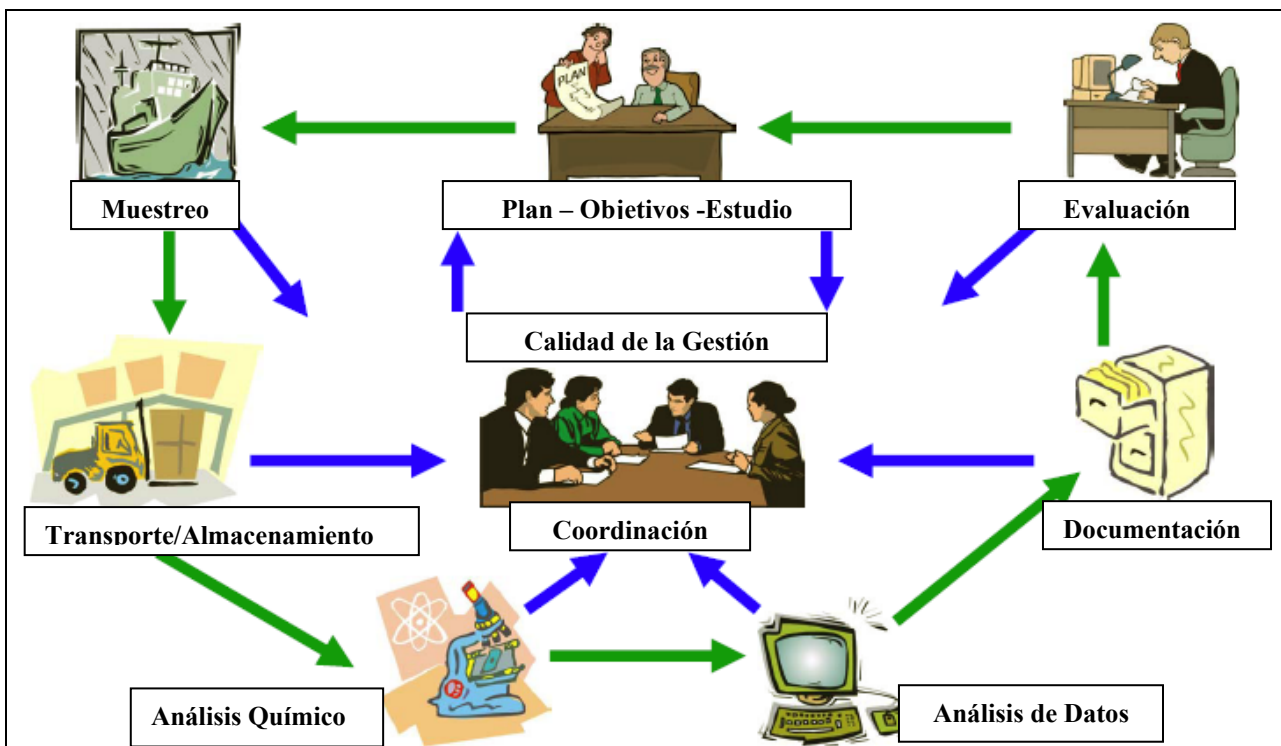 PLAN
Muestreo
Plan – Objetivos -Estudio
Evaluación
Calidad de la Gestión
Transporte/Almacenamiento
Coordinación
Documentación
Análisis Químico
Análisis de Datos